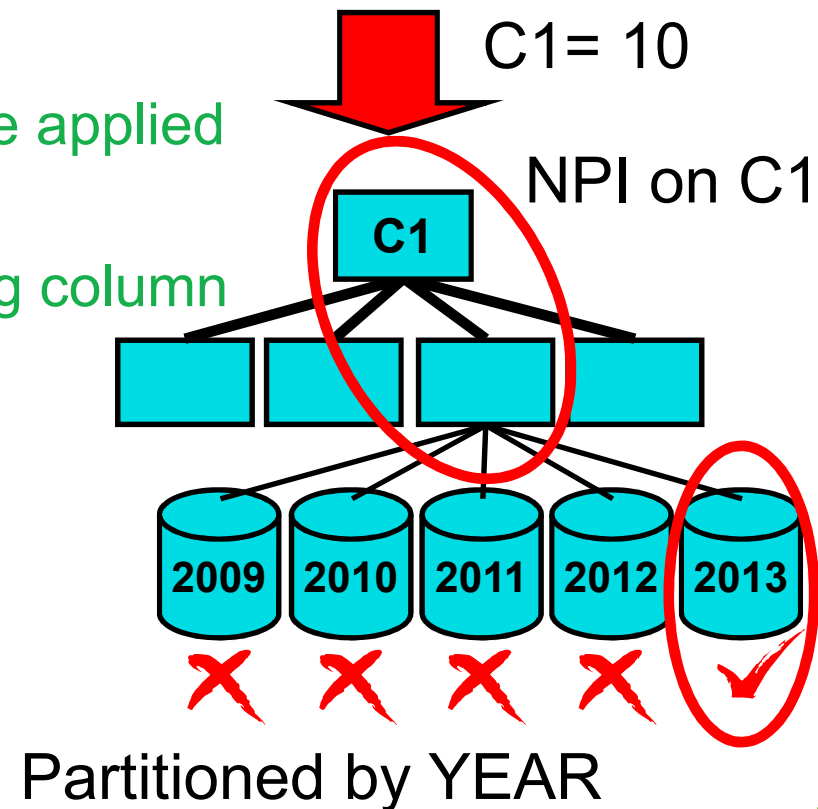 C1= 10
e applied
NPI on C1
C1
g column
2009 2010 2011 2012 2013
Partitioned by YEAR